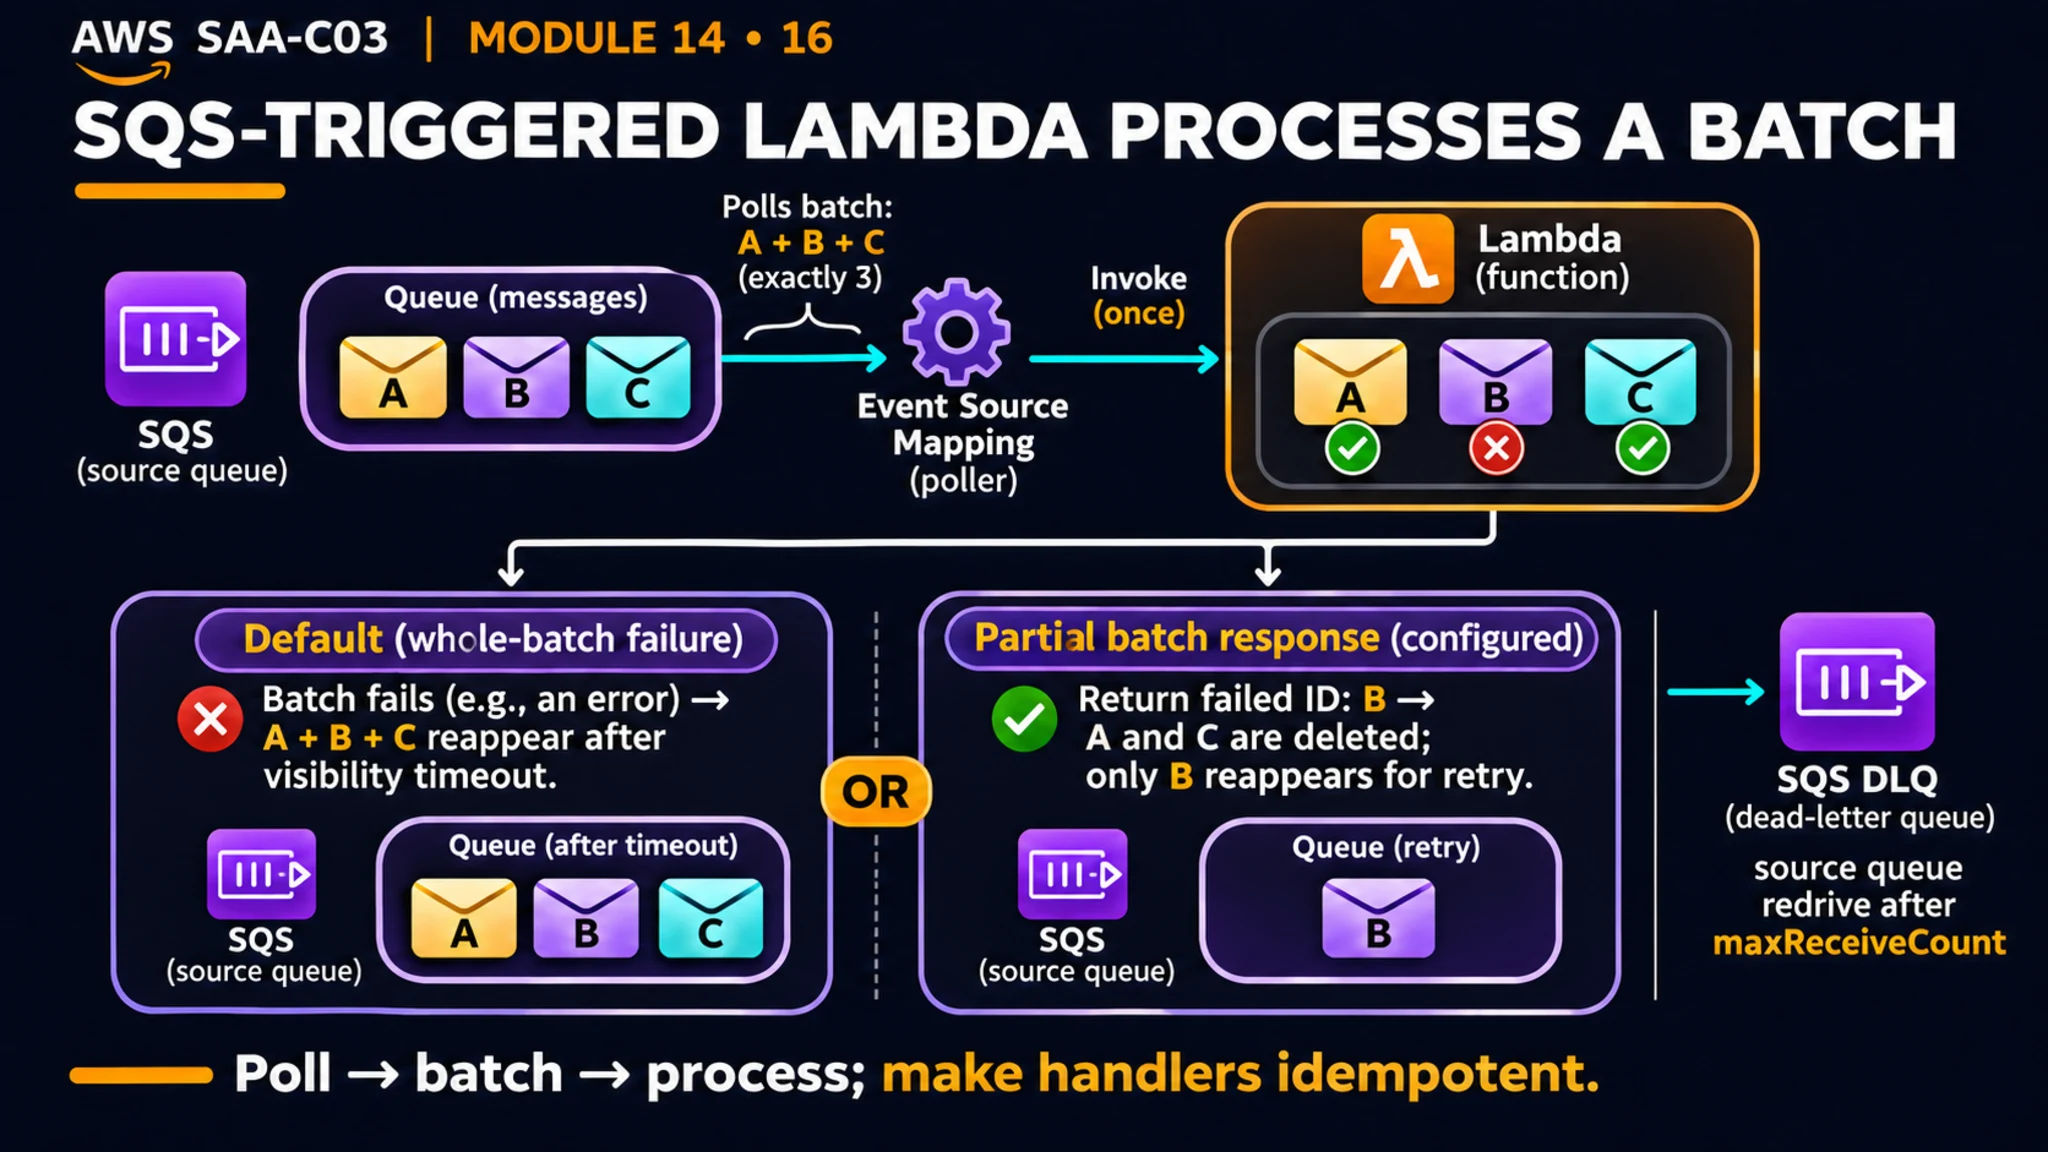 AWS SAA-C03 | MODULE 14 • 16
SQS-TRIGGERED LAMBDA PROCESSES A BATCH
SQS
(source queue)
Queue (messages)
A
B
C
Polls batch:
A + B + C
(exactly 3)
Event Source
Mapping
(poller)
Invoke
(once)
λ
Lambda
(function)
A
B
C
Default (whole-batch failure)
Batch fails (e.g., an error) →
A + B + C reappear after
visibility timeout.
SQS
(source queue)
Queue (after timeout)
A
B
C
OR
Partial batch response (configured)
Return failed ID: B →
A and C are deleted;
only B reappears for retry.
SQS
(source queue)
Queue (retry)
B
SQS DLQ
(dead-letter queue)
source queue
redrive after
maxReceiveCount
Poll → batch → process; make handlers idempotent.